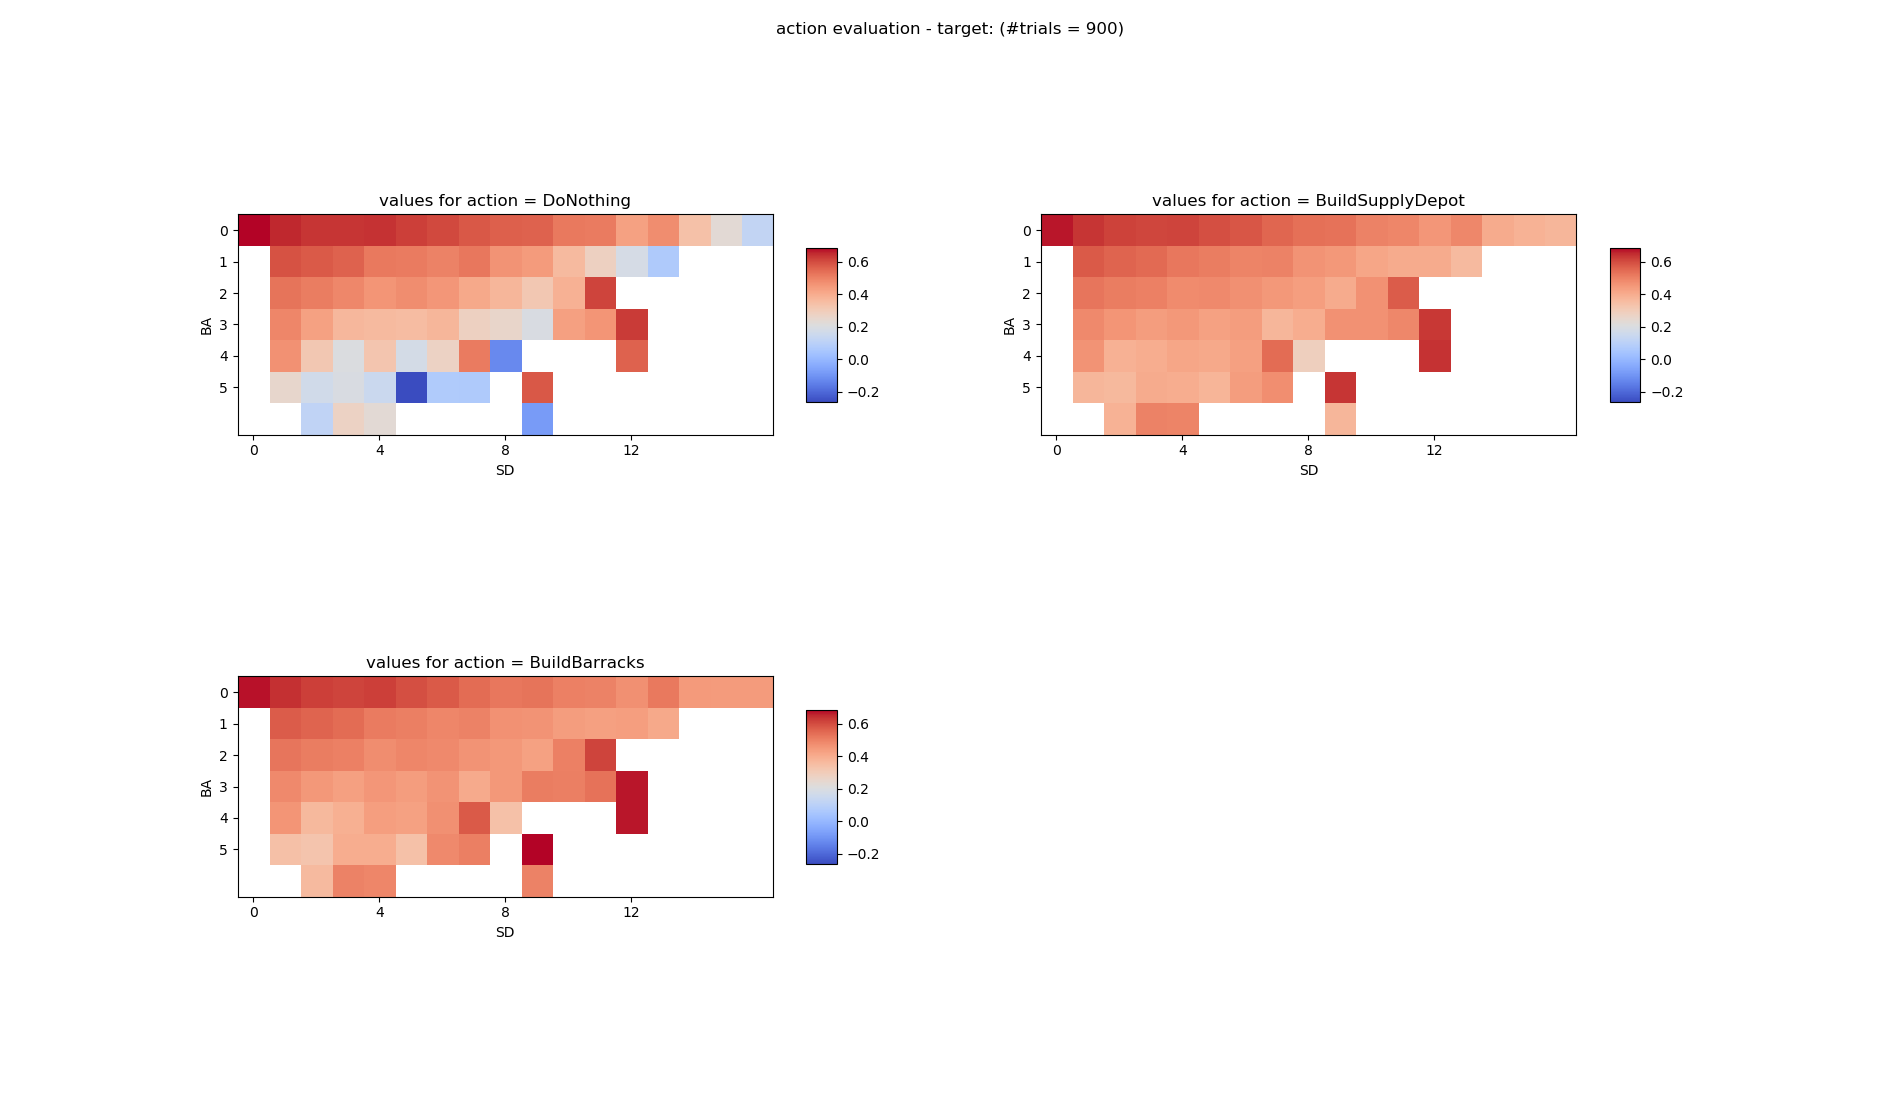 action evaluation - target: (#trials = 900)
values for action = DoNothing
0
1
2
3
4
5
BA
0 4 8 12
SD
0.6
0.4
0.2
0.0
−0.2
values for action = BuildSupplyDepot
0
1
2
3
4
5
BA
0 4 8 12
SD
0.6
0.4
0.2
0.0
−0.2
values for action = BuildBarracks
0
1
2
3
4
5
BA
0 4 8 12
SD
0.6
0.4
0.2
0.0
−0.2